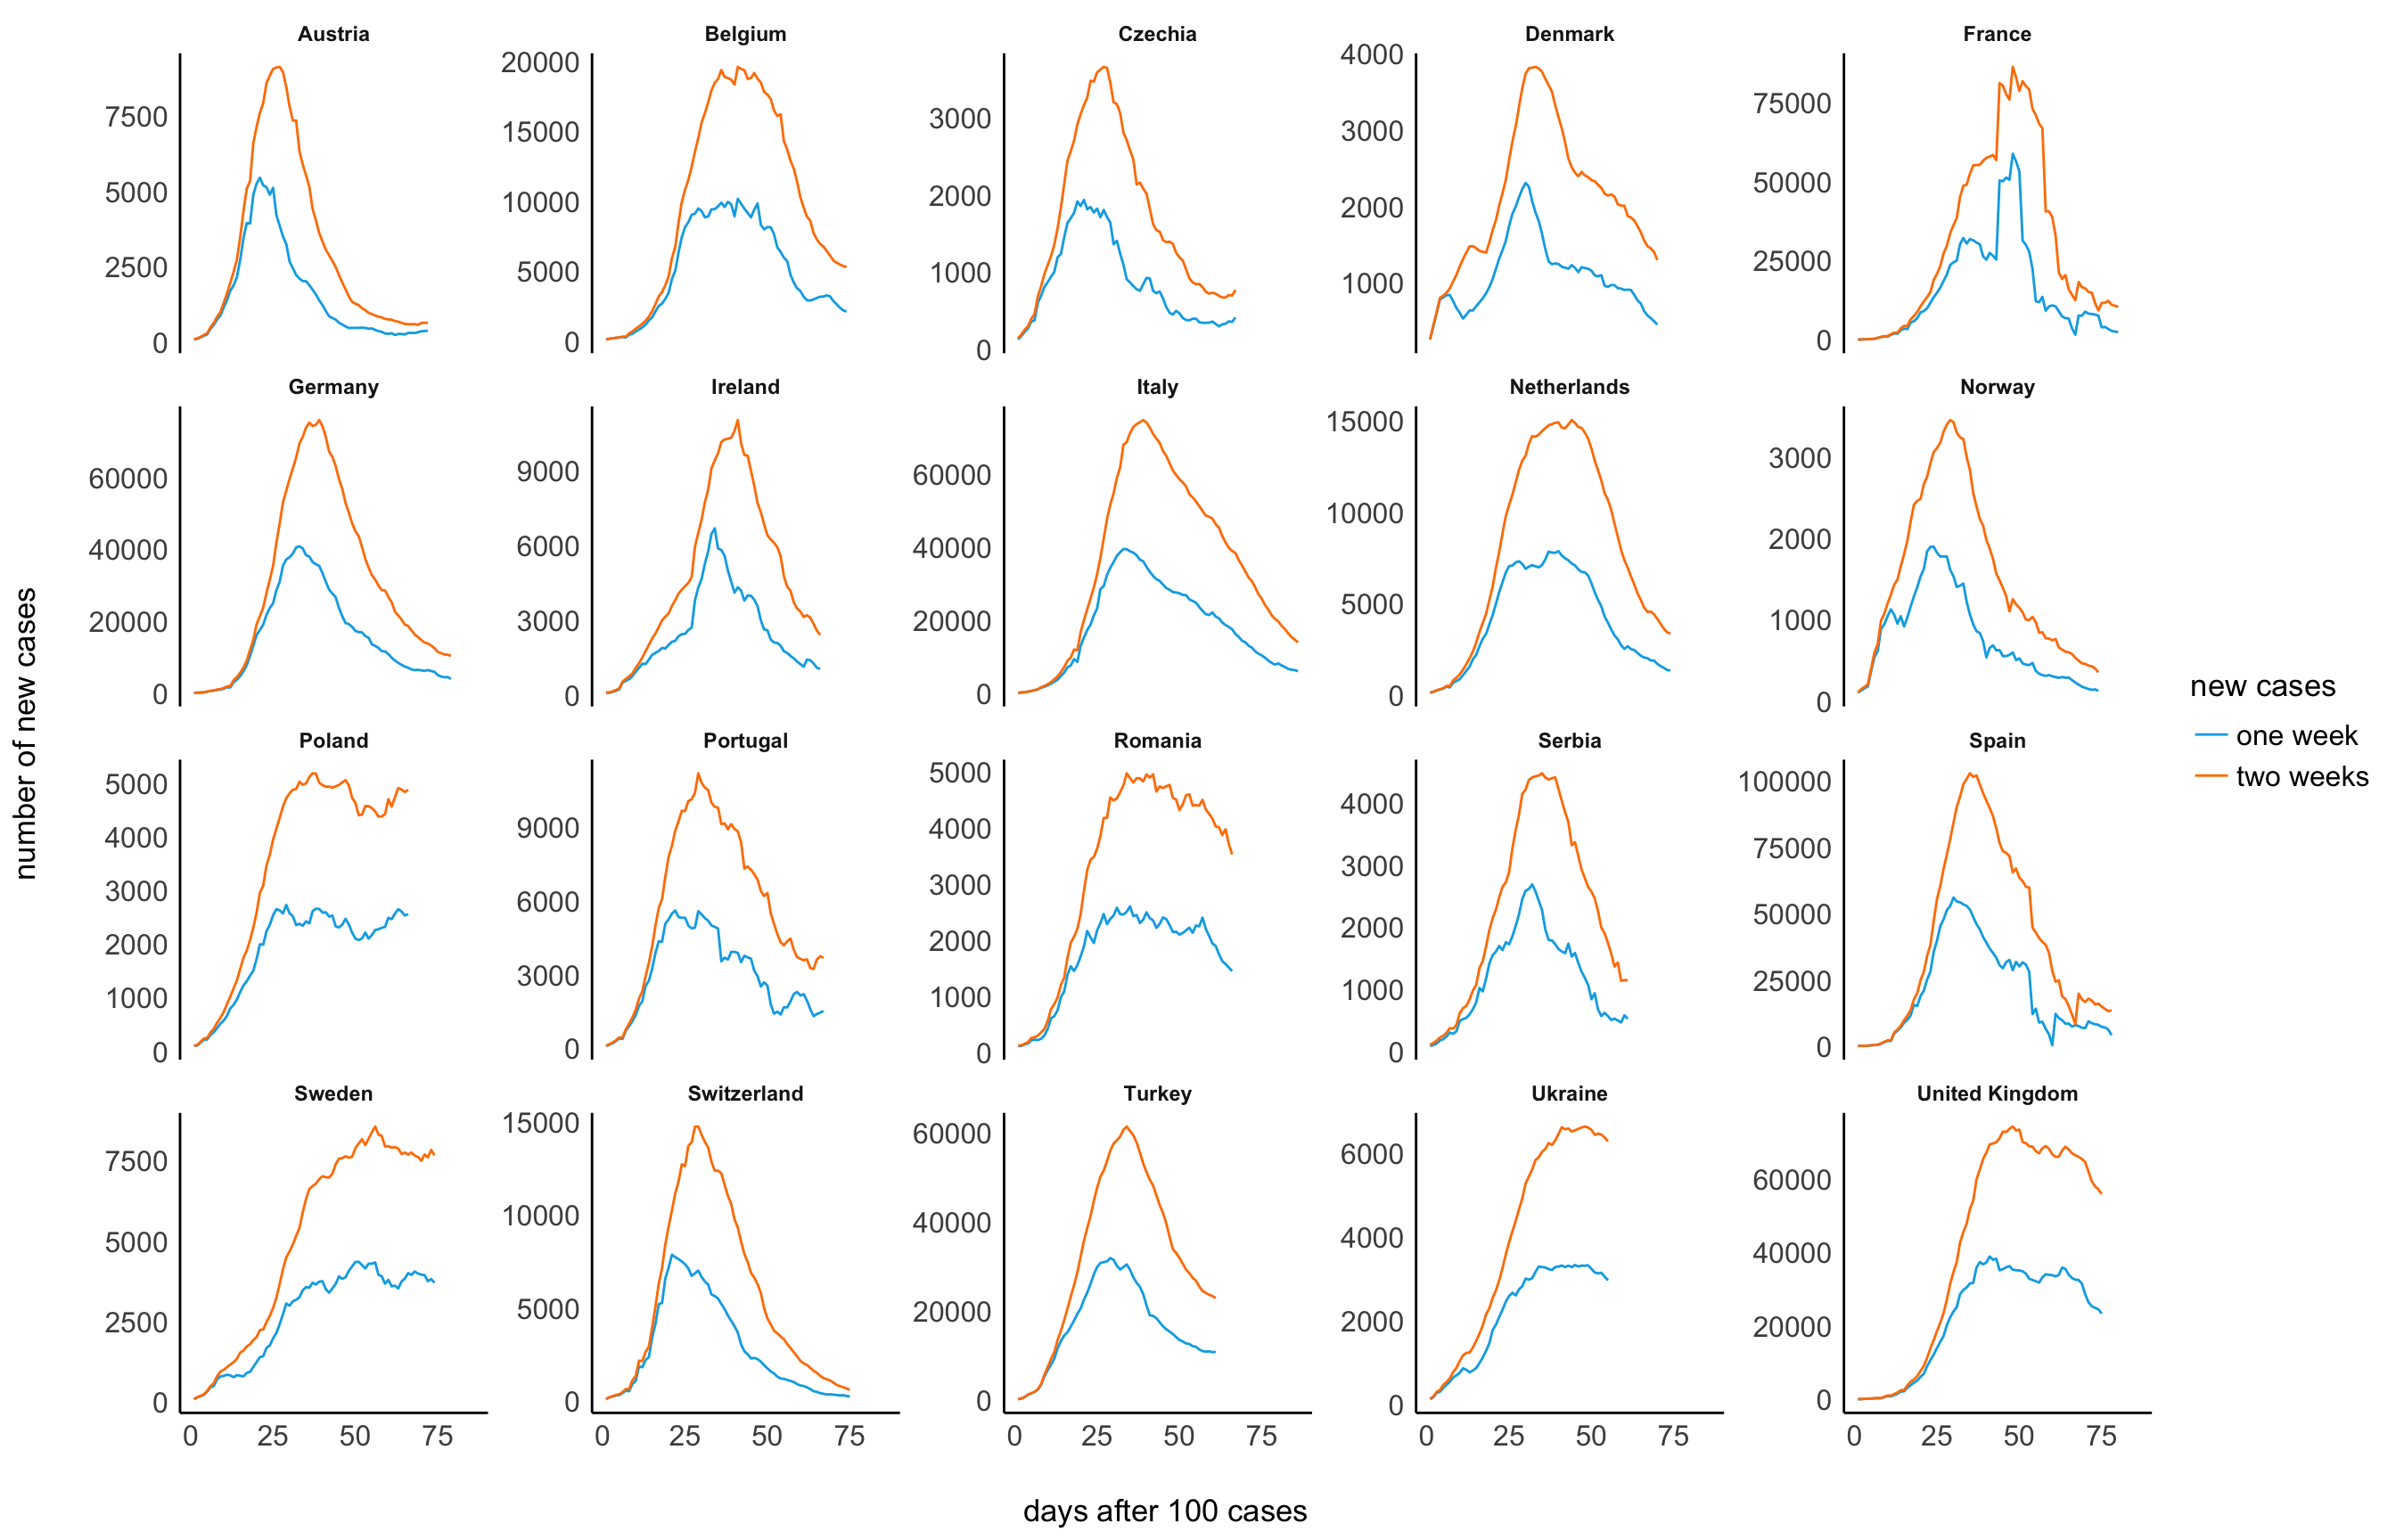 Austria Belgium Czechia Denmark France
7500 5000 2500 0
20000 15000 10000 5000 0
3000 2000 1000 0
4000 3000 2000 1000
75000 50000 25000 0
Germany Ireland Italy Netherlands Norway
60000 40000 20000 0
9000 6000 3000 0
60000 40000 20000 0
15000 10000 5000 0
3000 2000 1000 0
number of new cases
new cases
one week
two weeks
Poland Portugal Romania Serbia Spain
5000 4000 3000 2000 1000 0
9000 6000 3000 0
5000 4000 3000 2000 1000 0
4000 3000 2000 1000 0
100000 75000 50000 25000 0
Sweden Switzerland Turkey Ukraine United Kingdom
7500 5000 2500 0
15000 10000 5000 0
60000 40000 20000 0
6000 4000 2000 0
60000 40000 20000 0
0 25 50 75 0 25 50 75 0 25 50 75 0 25 50 75 0 25 50 75
days after 100 cases